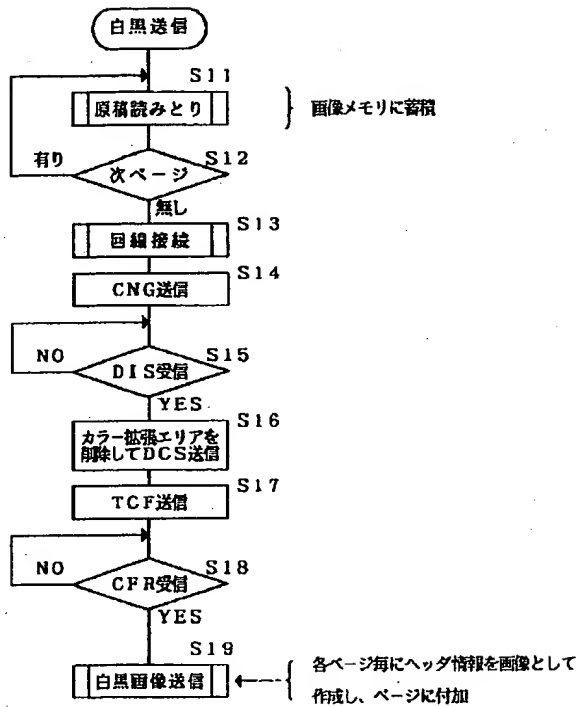 白黒送信
S11
原稿読みとり
画像メモリに蓄積
有り
S12
次ページ
無し
S13
回線接続
S14
CNG送信
NO
S15
DIS受信
YES
S16
カラー拡張エリアを
削除してDCS送信
S17
TCF送信
NO
S18
CFR受信
YES
S19
白黒画像送信
各ページ毎にヘッダ情報を画像として
作成し、ページに付加